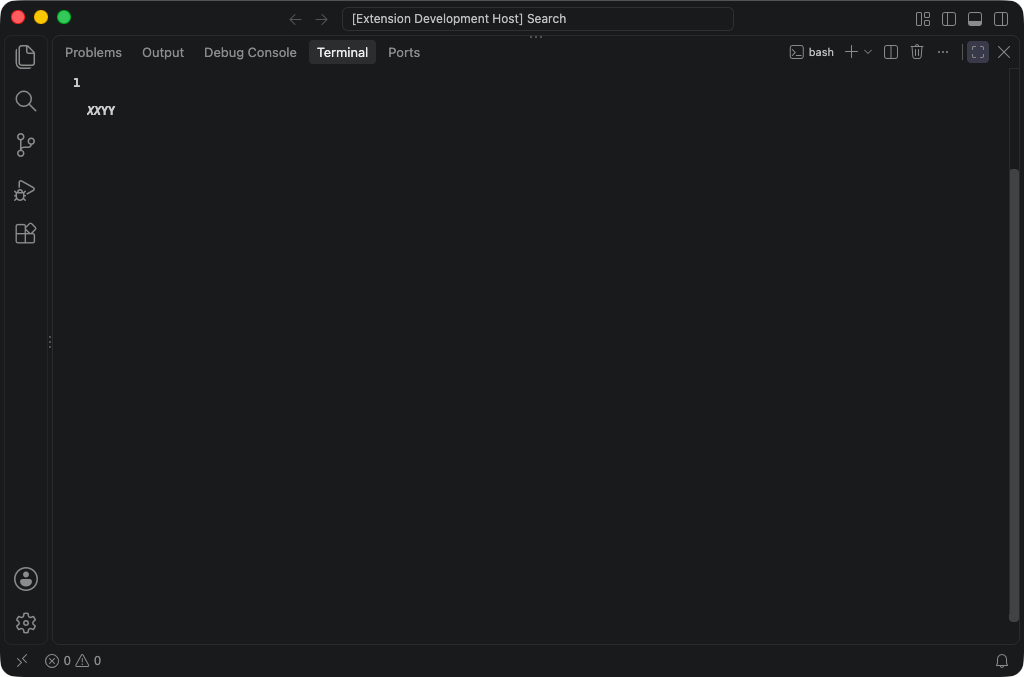 [Extension Development Host] Search
Problems Output Debug Console Terminal Ports bash
1
XXYY
0 0